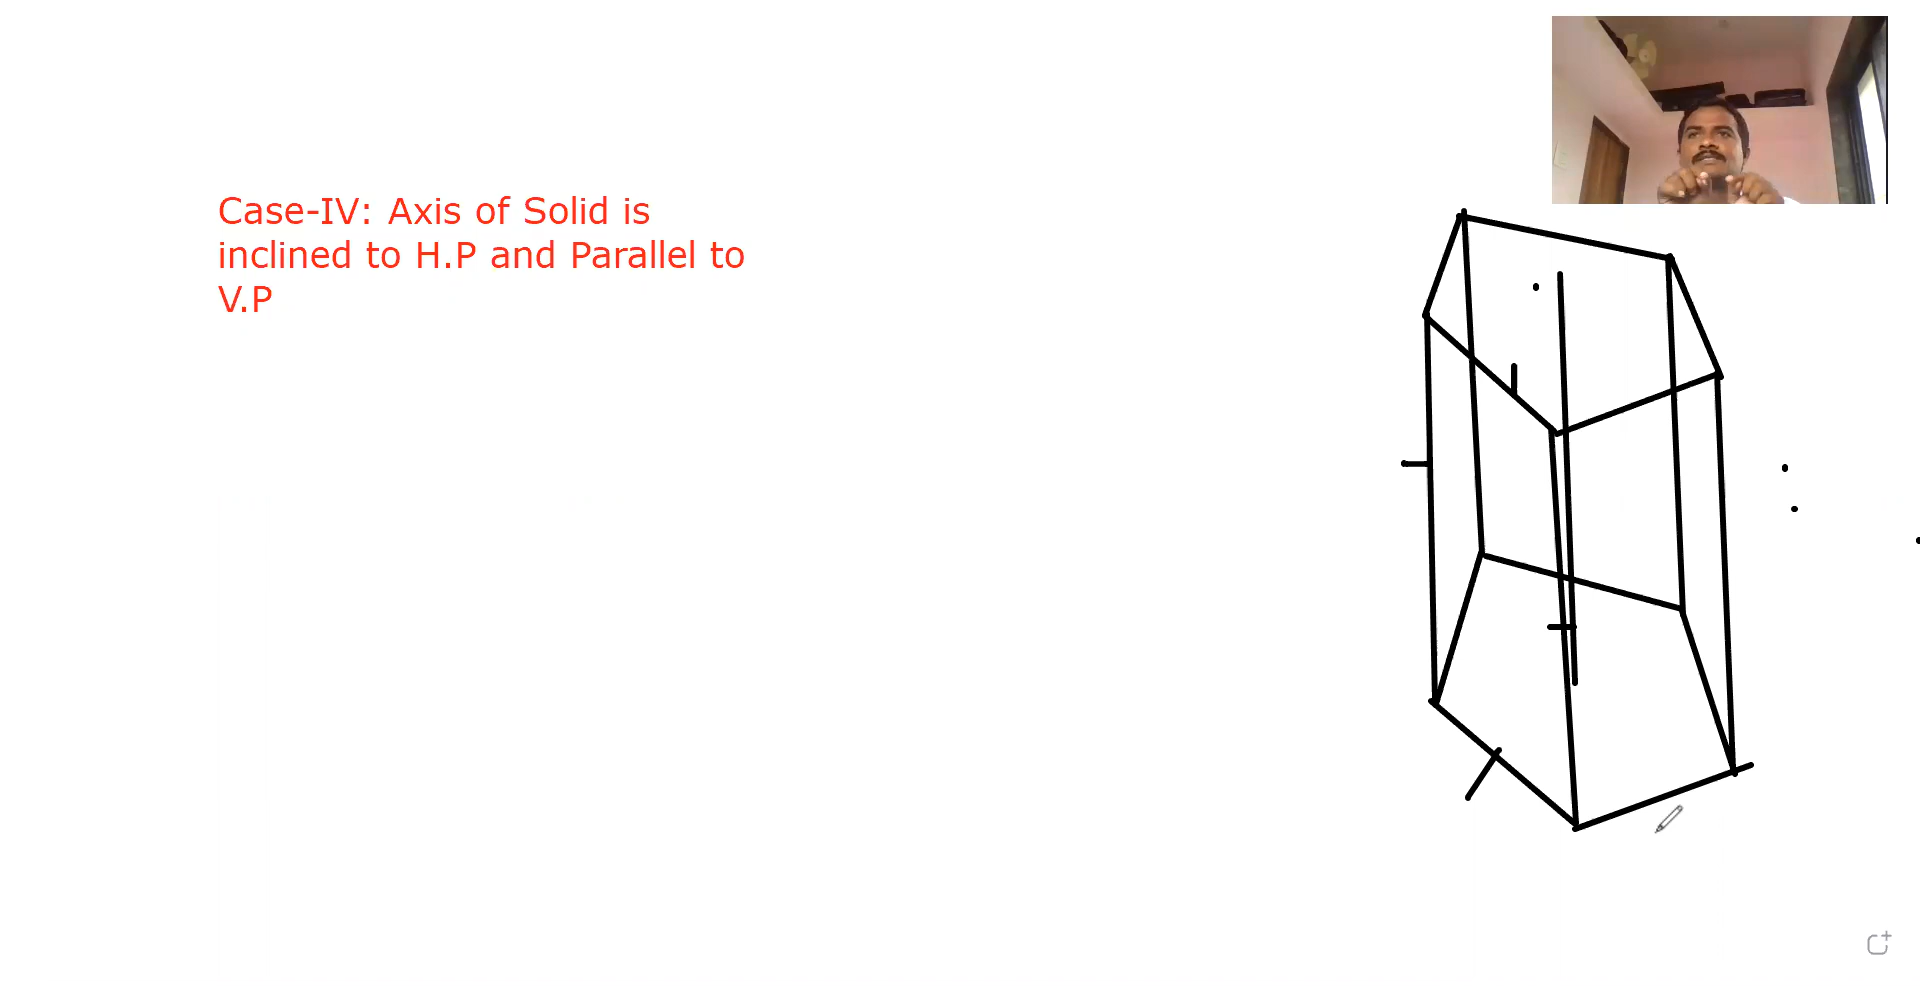 Case-IV: Axis of Solid is
inclined to H.P and Parallel to
V.P